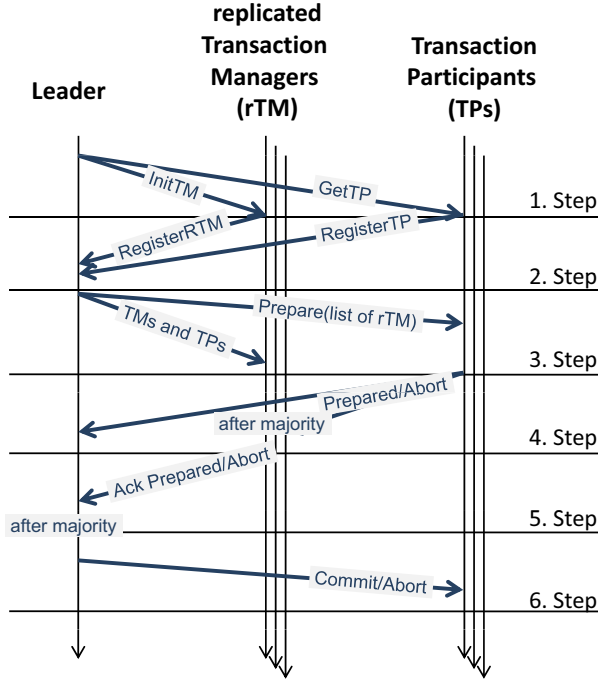 replicated
Transaction
Managers
(rTM)
Transaction
Participants
(TPs)
Leader
InitTM
GetTP
1. Step
RegisterRTM
RegisterTP
2. Step
TMs and TPs
Prepare(list of rTM)
3. Step
Prepared/Abort
after majority
4. Step
Ack Prepared/Abort
after majority
5. Step
Commit/Abort
6. Step